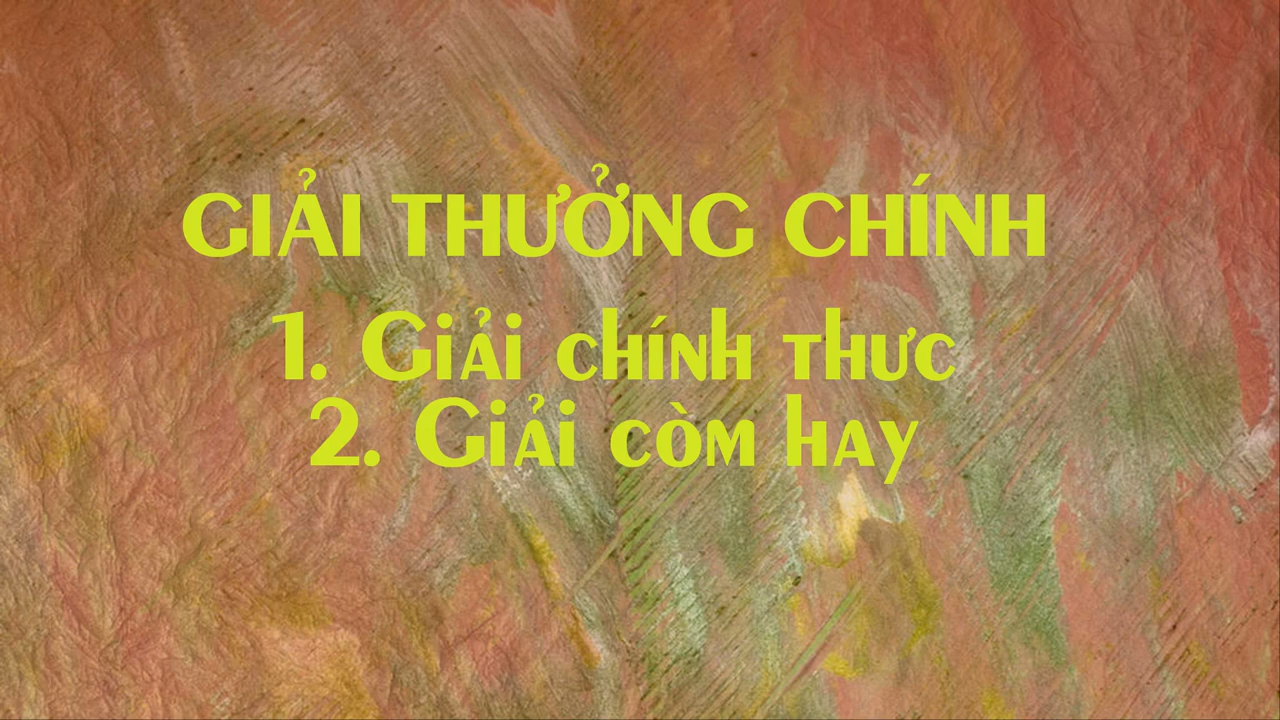 GIẢI THƯỞNG CHÍNH
1. Giải chính thưc
2. Giải còm hay